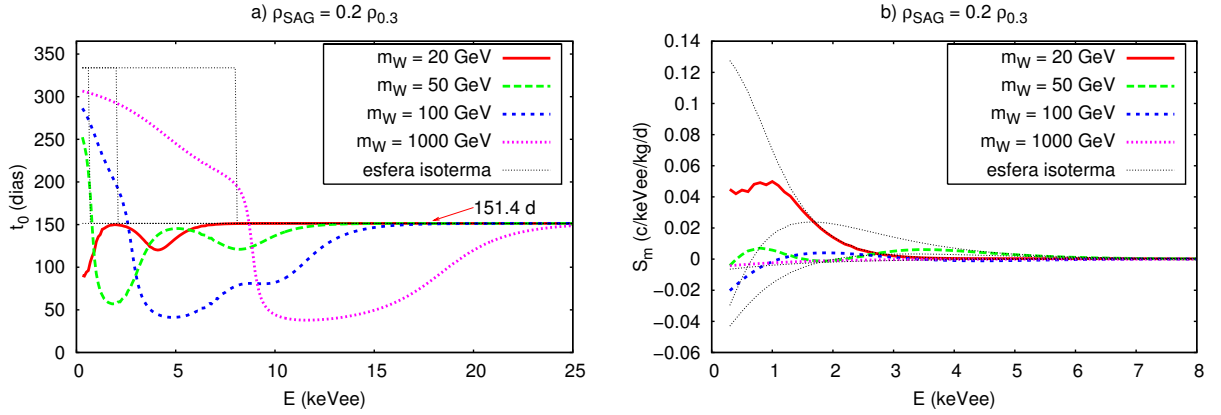 a) ρSAG = 0.2 ρ0.3
t0 (dias)
350
300
250
200
150
100
50
0
mW = 20 GeV
mW = 50 GeV
mW = 100 GeV
mW = 1000 GeV
esfera isoterma
151.4 d
0 5 10 15 20 25
E (keVee)
b) ρSAG = 0.2 ρ0.3
Sm (c/keVee/kg/d)
0.14
0.12
0.1
0.08
0.06
0.04
0.02
0
−0.02
−0.04
−0.06
mW = 20 GeV
mW = 50 GeV
mW = 100 GeV
mW = 1000 GeV
esfera isoterma
0 1 2 3 4 5 6 7 8
E (keVee)